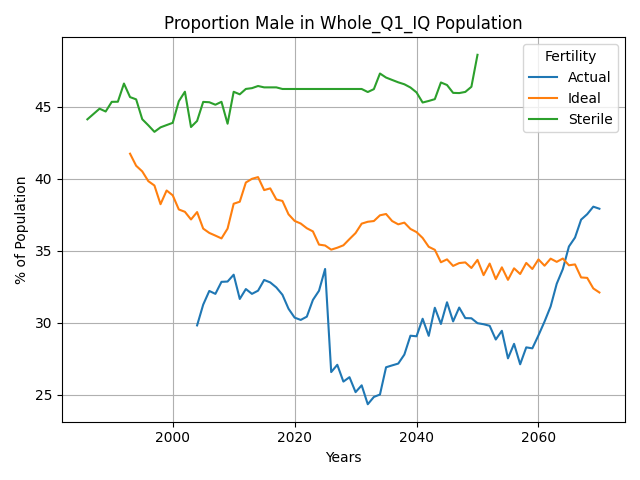 Proportion Male in Whole_Q1_IQ Population
Fertility
Actual
Ideal
Sterile
% of Population
45
40
35
30
25
2000
2020
2040
2060
Years